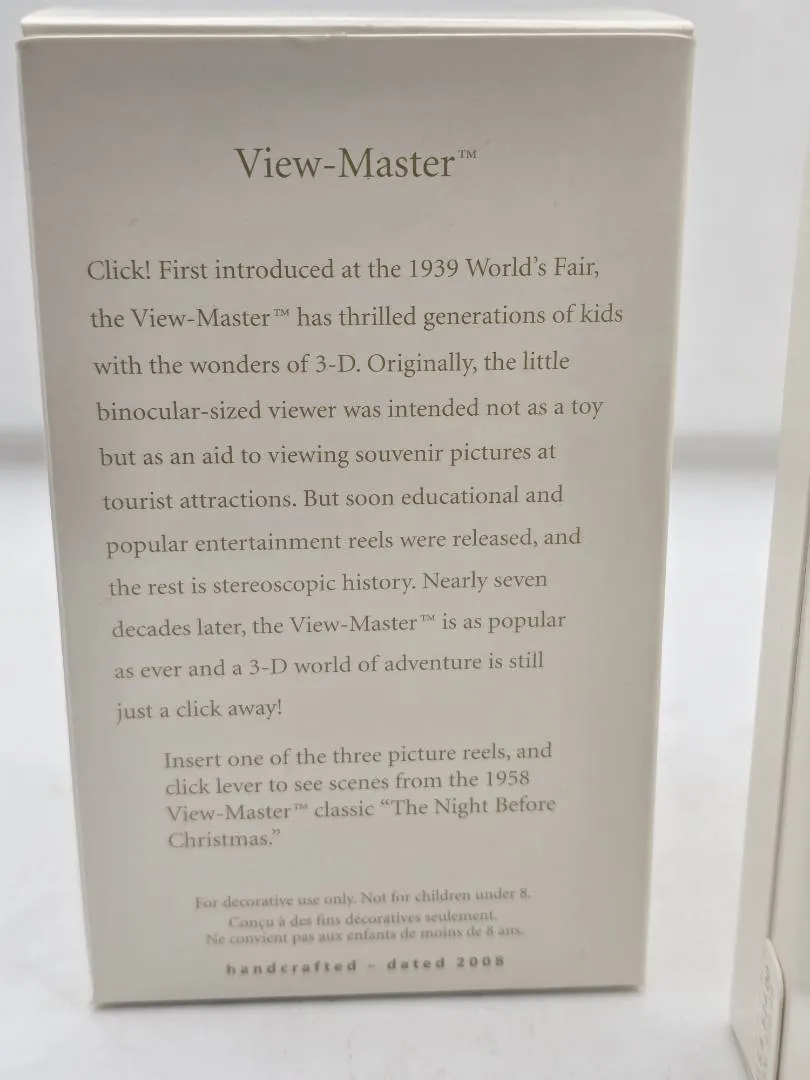 View-Master™
Click! First introduced at the 1939 World's Fair,
the View-Master™ has thrilled generations of kids
with the wonders of 3-D. Originally, the little
binocular-sized viewer was intended not as a toy
but as an aid to viewing souvenir pictures at
tourist attractions. But soon educational and
popular entertainment reels were released, and
the rest is stereoscopic history. Nearly seven
decades later, the View-Master™ is as popular
as ever and a 3-D world of adventure is still
just a click away!
Insert one of the three picture reels, and
click lever to see scenes from the 1958
View-Master™ classic “The Night Before
Christmas.”
For decorative use only. Not for children under 8.
Conçu à des fins décoratives seulement.
Ne convient pas aux enfants de moins de 8 ans.
handcrafted – dated 2008